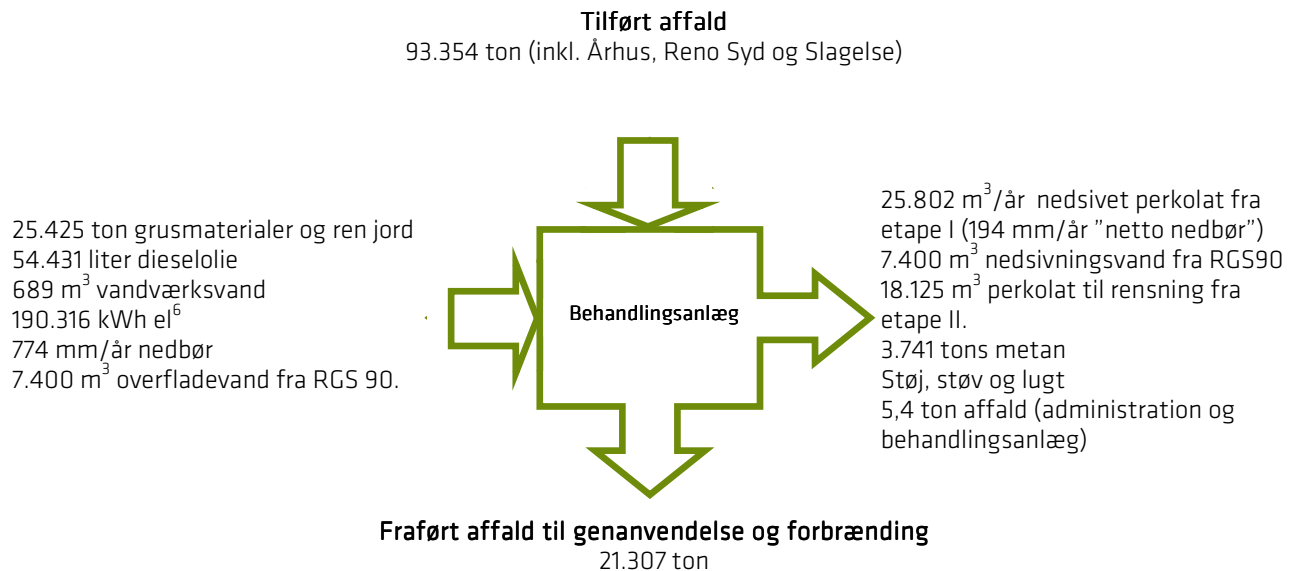 Tilført affald
93.354 ton (inkl. Århus, Reno Syd og Slagelse)
25.425 ton grusmaterialer og ren jord
54.431 liter dieselolie
689 m³ vandværksvand
190.316 kWh el⁶
774 mm/år nedbør
7.400 m³ overfladevand fra RGS 90.
Behandlingsanlæg
25.802 m³/år nedsivet perkolat fra
etape I (194 mm/år ”netto nedbør”)
7.400 m³ nedsivningsvand fra RGS90
18.125 m³ perkolat til rensning fra
etape II.
3.741 tons metan
Støj, støv og lugt
5,4 ton affald (administration og
behandlingsanlæg)
Fraført affald til genanvendelse og forbrænding
21.307 ton